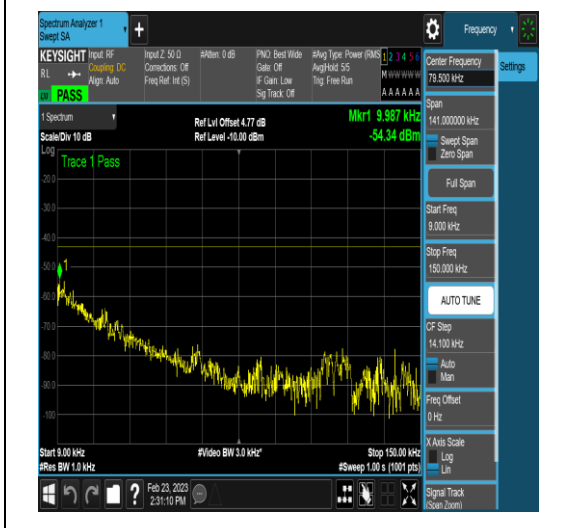 Spectrum Analyzer 1
Swept SA
Frequency
KEYSIGHT
RL
PASS
Input: RF
Coupling: DC
Align: Auto
Input Z: 50 Ω
Corrections: Off
Freq Ref: Int (S)
#Atten: 0 dB
PNO: Best Wide
Gate: Off
IF Gain: Low
Sig Track: Off
#Avg Type: Power (RMS
Avg|Hold: 5/5
Trig: Free Run
1 2 3 4 5 6
M W W W W W
A A A A A A
1 Spectrum
Scale/Div 10 dB
Ref Lvl Offset 4.77 dB
Ref Level -10.00 dBm
Mkr1 9.987 kHz
-54.34 dBm
Log
Trace 1 Pass
-20.0
-30.0
-40.0
-50.0
-60.0
-70.0
-80.0
-90.0
-100
1
Start 9.00 kHz
#Res BW 1.0 kHz
#Video BW 3.0 kHz*
Stop 150.00 kHz
#Sweep 1.00 s (1001 pts)
?
Feb 23, 2023
2:31:10 PM
Center Frequency
79.500 kHz
Settings
Span
141.000000 kHz
Swept Span
Zero Span
Full Span
Start Freq
9.000 kHz
Stop Freq
150.000 kHz
AUTO TUNE
CF Step
14.100 kHz
Auto
Man
Freq Offset
0 Hz
X Axis Scale
Log
Lin
Signal Track
(Span Zoom)